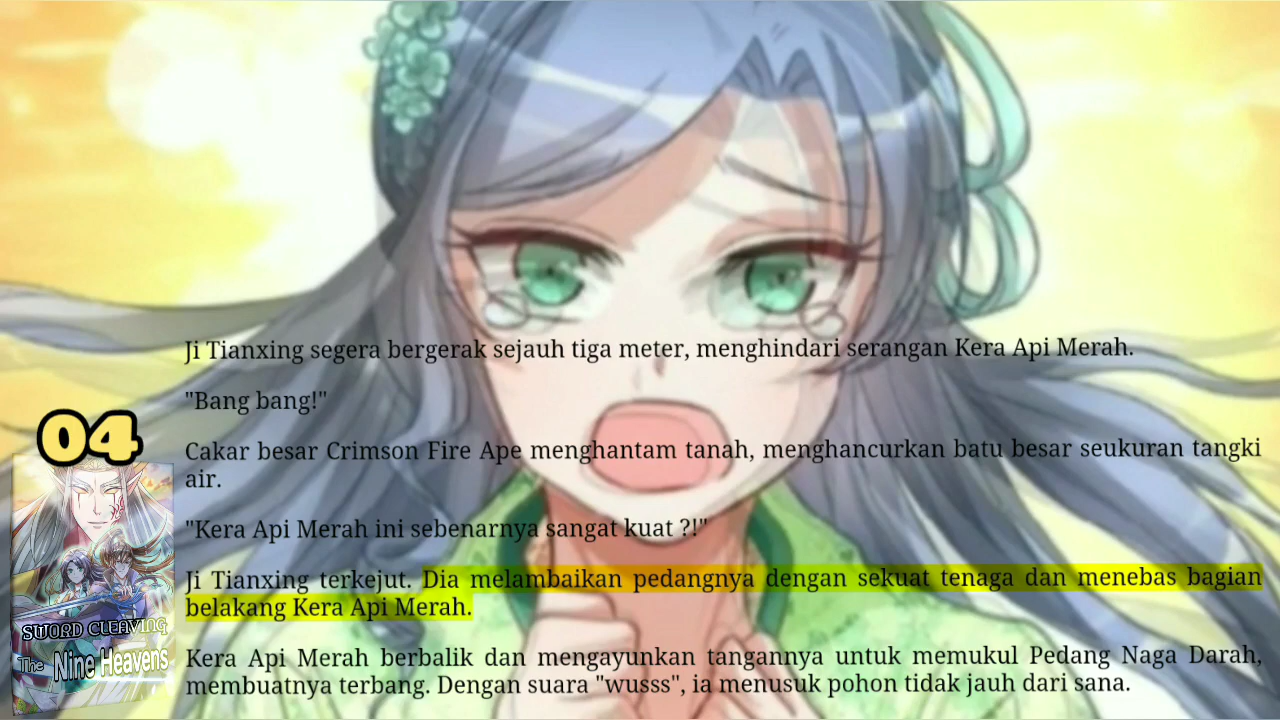 Ji Tianxing segera bergerak sejauh tiga meter, menghindari serangan Kera Api Merah.
"Bang bang!"
Cakar besar Crimson Fire Ape menghantam tanah, menghancurkan batu besar seukuran tangki
air.
"Kera Api Merah ini sebenarnya sangat kuat ?!"
Ji Tianxing terkejut. Dia melambaikan pedangnya dengan sekuat tenaga dan menebas bagian
belakang Kera Api Merah.
Kera Api Merah berbalik dan mengayunkan tangannya untuk memukul Pedang Naga Darah,
membuatnya terbang. Dengan suara "wusss", ia menusuk pohon tidak jauh dari sana.
04
SWORD CLEAVING
The Nine Heavens